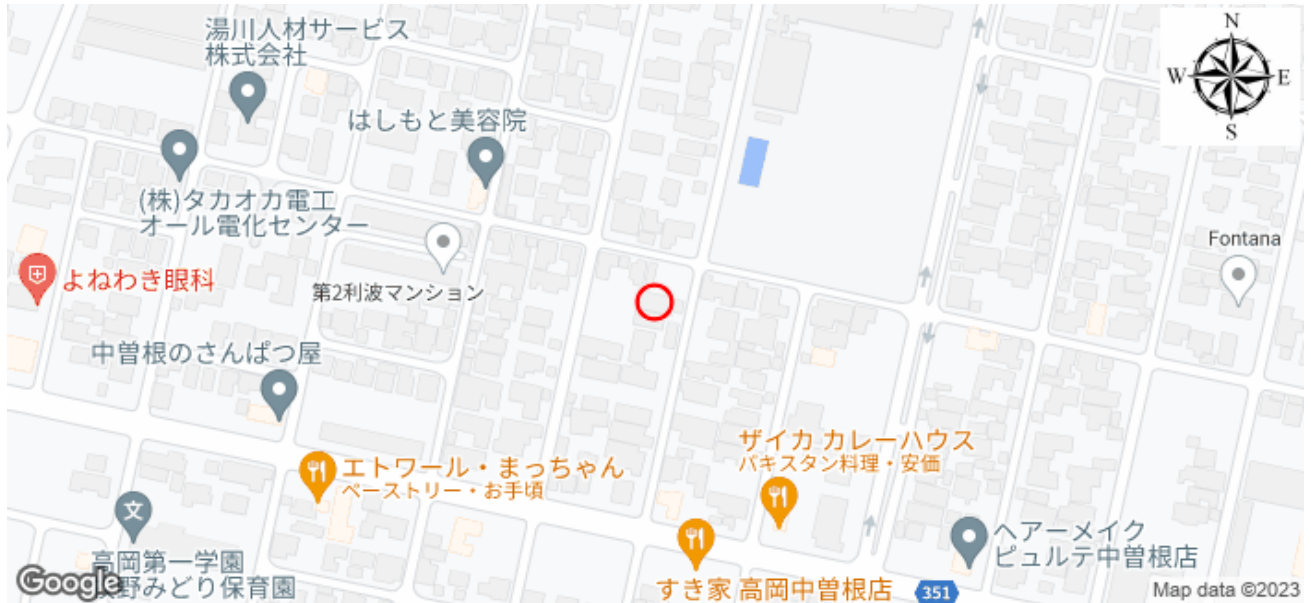 湯川人材サービス
株式会社
N
W
E
S
はしもと美容院
(株)タカオカ電工
オール電化センター
Fontana
よねわき眼科
第2利波マンション
中曽根のさんぱつ屋
ザイカ カレーハウス
パキスタン料理・安価
エトワール・まっちゃん
ペーストリー・お手頃
ヘアーメイク
ピュルテ中曽根店
高岡第一学園
野みどり保育園
すき家 高岡中曽根店
351
Google
Map data ©2023